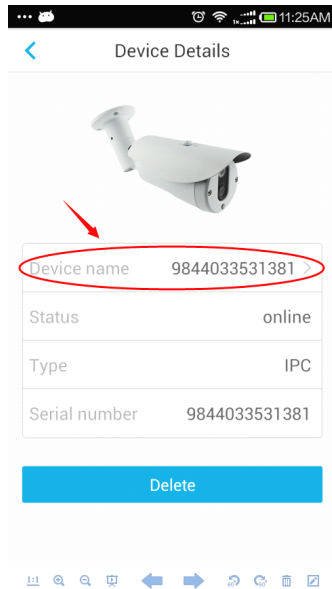 11:25AM
Device Details
Device name 9844033531381 >
Status online
Type IPC
Serial number 9844033531381
Delete
1:1